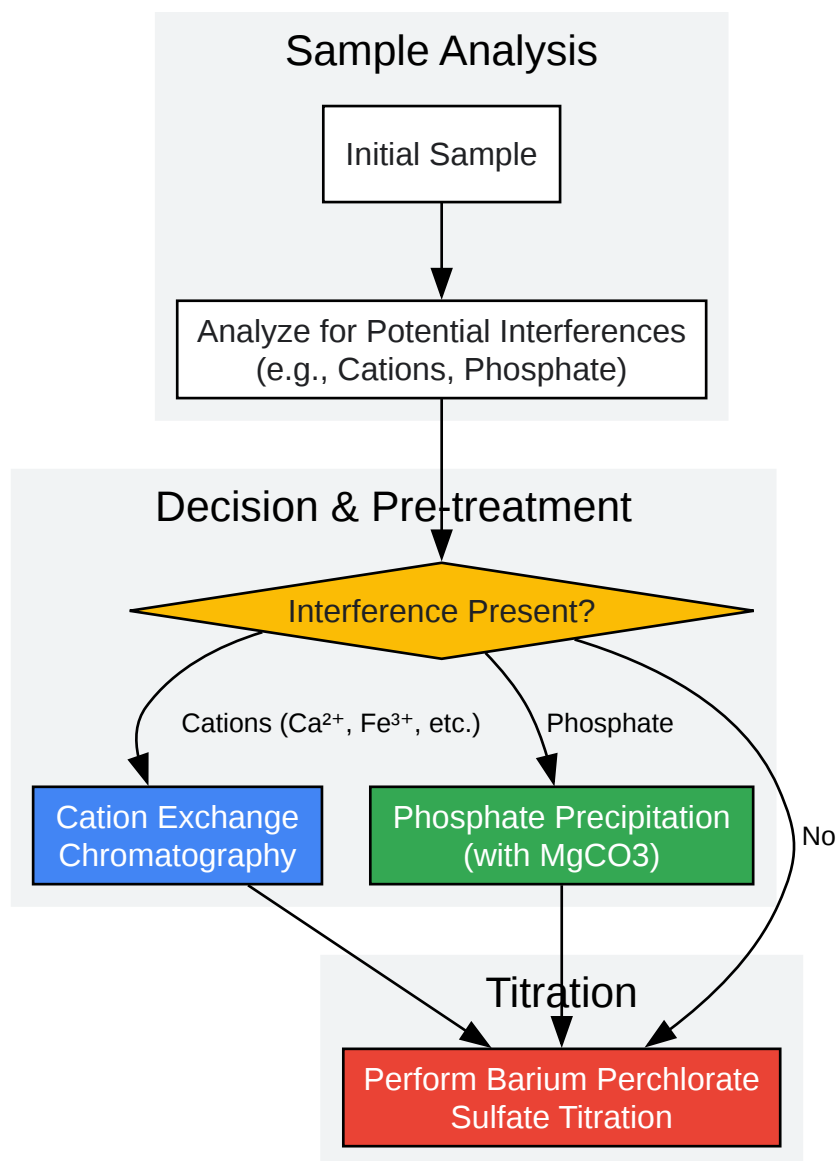 Sample Analysis
Initial Sample
Analyze for Potential Interferences
(e.g., Cations, Phosphate)
Decision & Pre-treatment
Interference Present?
Cations (Ca²⁺, Fe³⁺, etc.)
Phosphate
Cation Exchange
Chromatography
Phosphate Precipitation
(with MgCO3)
No
Titration
Perform Barium Perchlorate
Sulfate Titration